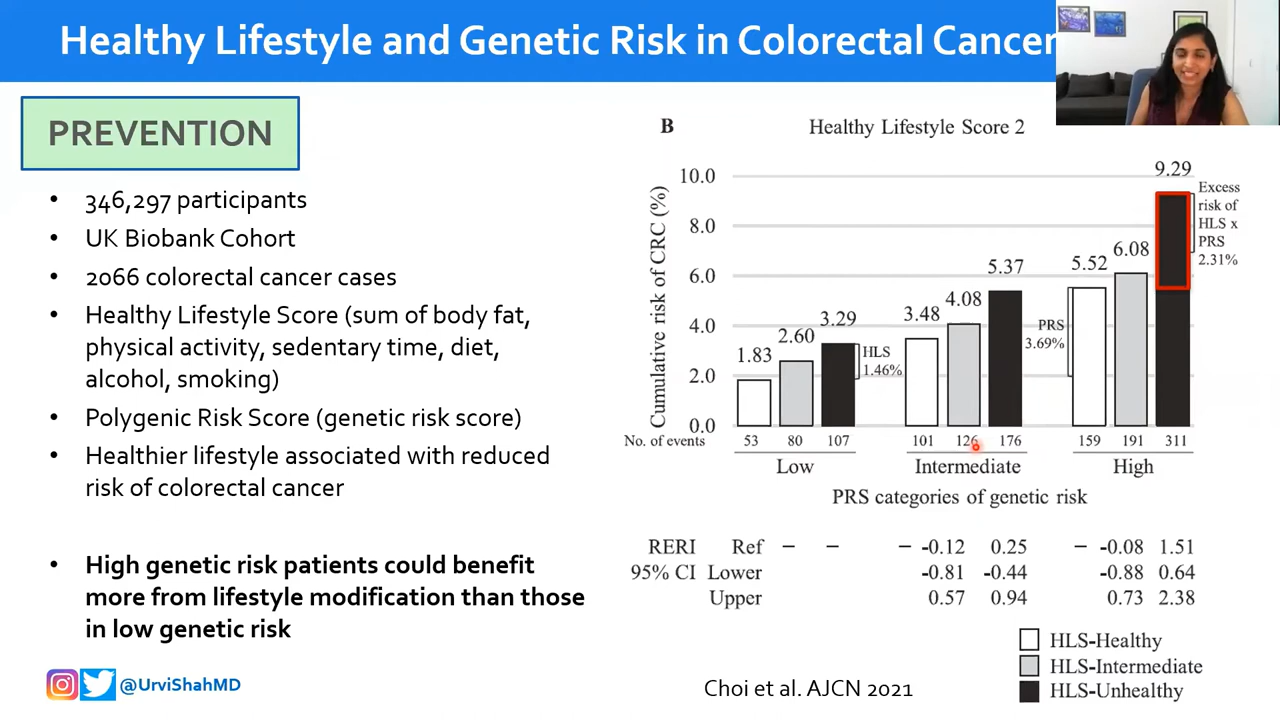 Healthy Lifestyle and Genetic Risk in Colorectal Cancer
PREVENTION
• 346,297 participants
• UK Biobank Cohort
• 2066 colorectal cancer cases
• Healthy Lifestyle Score (sum of body fat,
physical activity, sedentary time, diet,
alcohol, smoking)
• Polygenic Risk Score (genetic risk score)
• Healthier lifestyle associated with reduced
risk of colorectal cancer
• High genetic risk patients could benefit
more from lifestyle modification than those
in low genetic risk
@UrviShahMD
B Healthy Lifestyle Score 2
Cumulative risk of CRC (%)
10.0
8.0
6.0
4.0
2.0
0.0
1.83 2.60 3.29
HLS
1.46%
3.48 4.08 5.37
PRS
3.69%
5.52 6.08 9.29
Excess
risk of
HLS x
PRS
2.31%
No. of events 53 80 107 101 126 176 159 191 311
Low Intermediate High
PRS categories of genetic risk
RERI Ref – – – -0.12 0.25 – -0.08 1.51
95% CI Lower -0.81 -0.44 -0.88 0.64
Upper 0.57 0.94 0.73 2.38
HLS-Healthy
HLS-Intermediate
HLS-Unhealthy
Choi et al. AJCN 2021